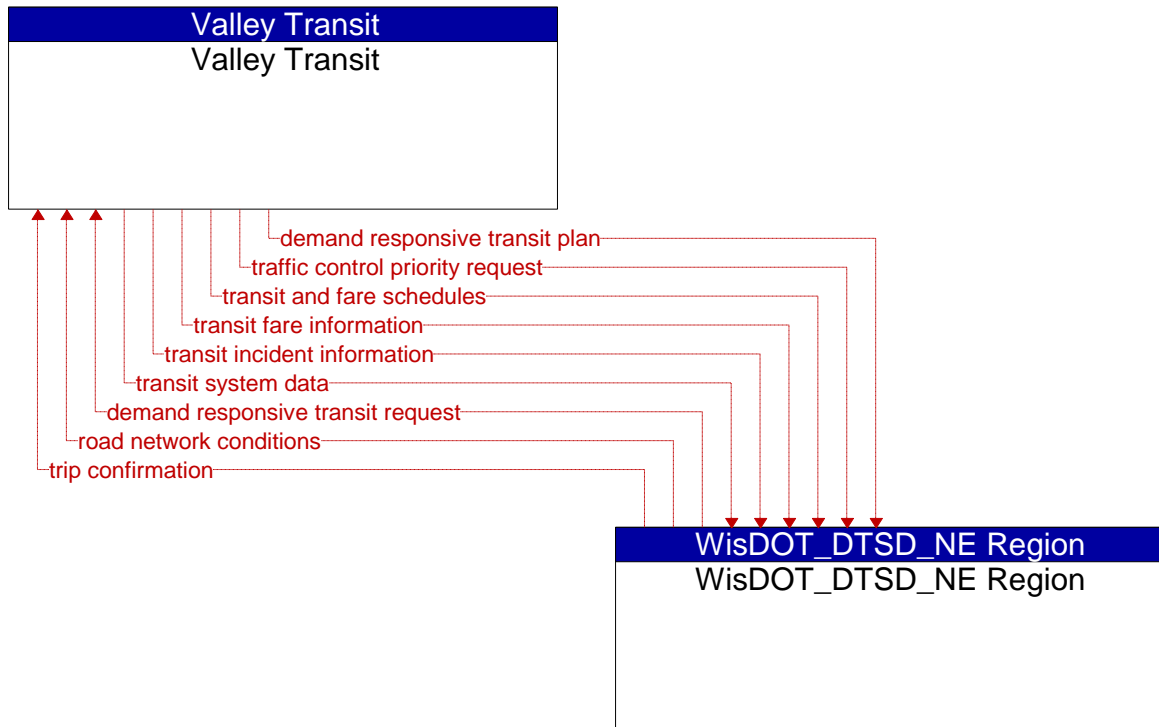 Valley Transit
Valley Transit
demand responsive transit plan
traffic control priority request
transit and fare schedules
transit fare information
transit incident information
transit system data
demand responsive transit request
road network conditions
trip confirmation
WisDOT_DTSD_NE Region
WisDOT_DTSD_NE Region